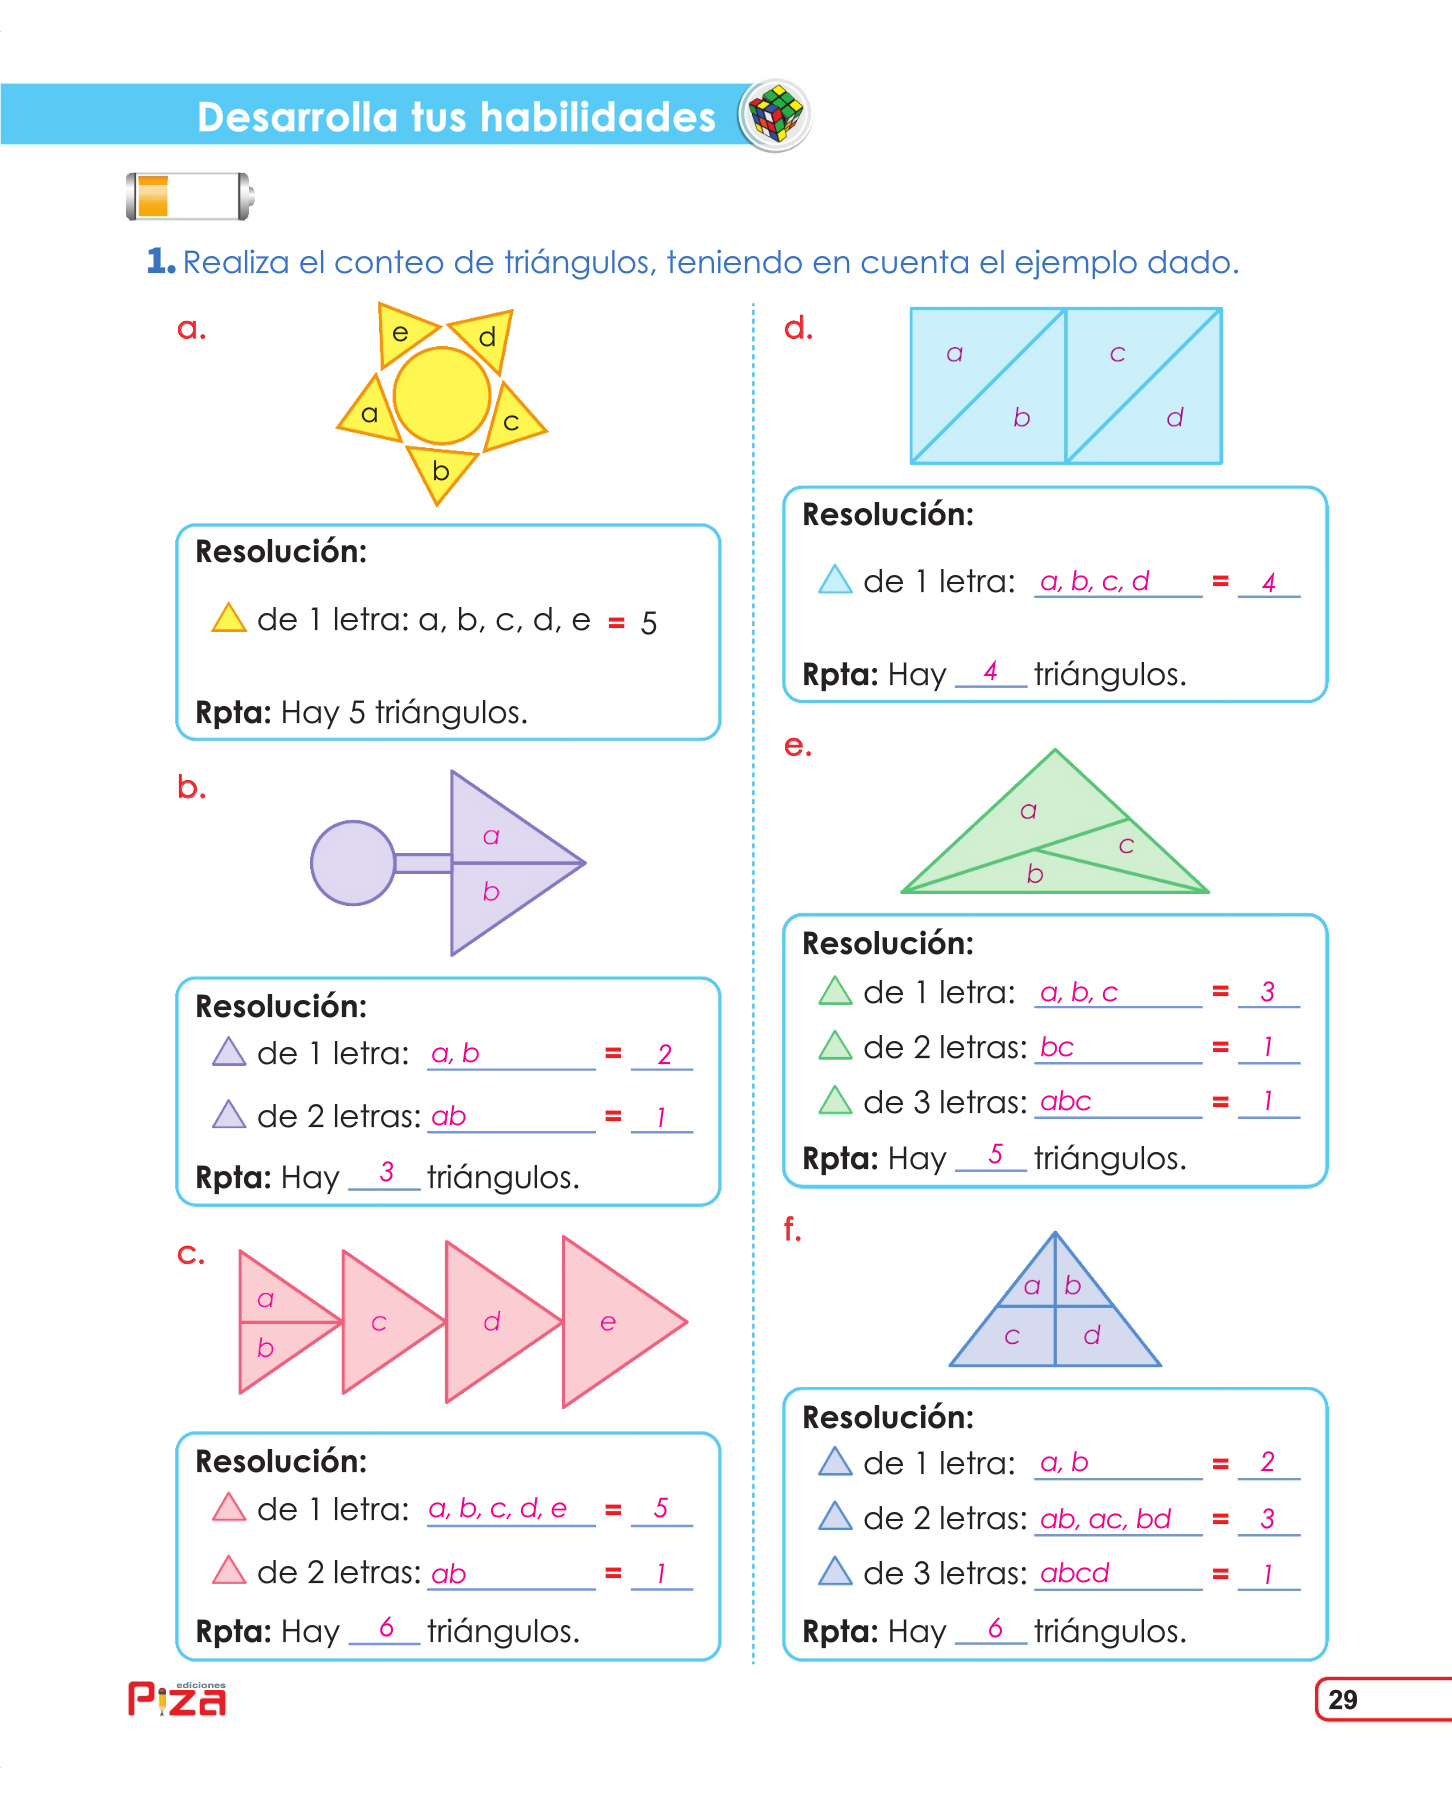 Desarrolla tus habilidades
1. Realiza el conteo de triángulos, teniendo en cuenta el ejemplo dado.
a.
e
d
a
c
b
Resolución:
de 1 letra: a, b, c, d, e = 5
Rpta: Hay 5 triángulos.
b.
a
b
Resolución:
de 1 letra: a, b = 2
de 2 letras: ab = 1
Rpta: Hay 3 triángulos.
c.
a
b
c
d
e
Resolución:
de 1 letra: a, b, c, d, e = 5
de 2 letras: ab = 1
Rpta: Hay 6 triángulos.
d.
a
c
b
d
Resolución:
de 1 letra: a, b, c, d = 4
Rpta: Hay 4 triángulos.
e.
a
c
b
Resolución:
de 1 letra: a, b, c = 3
de 2 letras: bc = 1
de 3 letras: abc = 1
Rpta: Hay 5 triángulos.
f.
a b
c d
Resolución:
de 1 letra: a, b = 2
de 2 letras: ab, ac, bd = 3
de 3 letras: abcd = 1
Rpta: Hay 6 triángulos.
ediciones
Piza
29